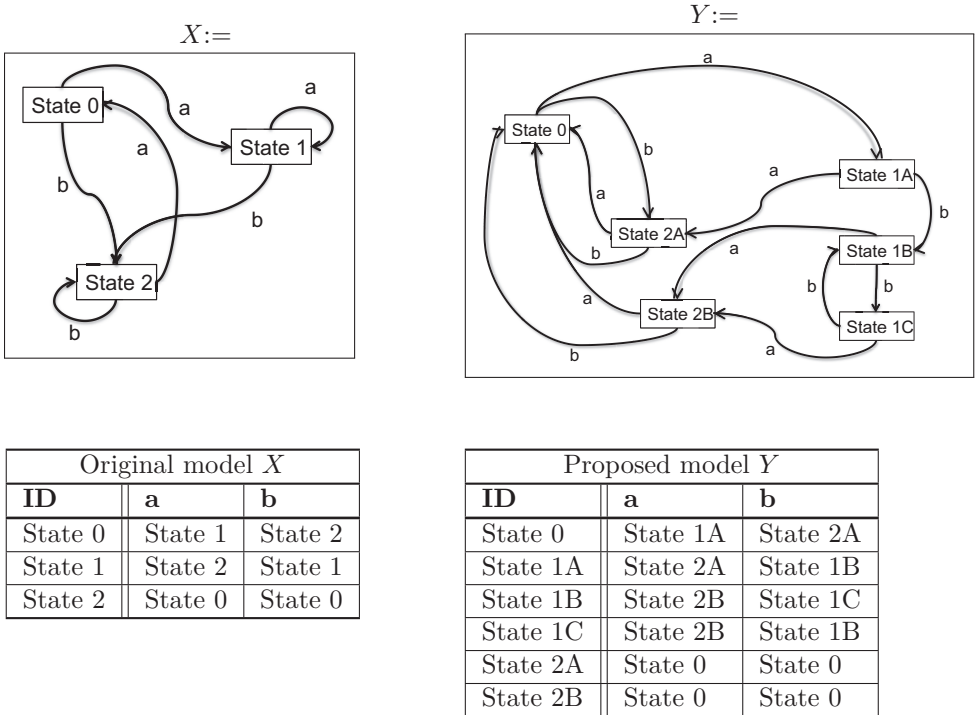 X:=
State 0
a
State 1
a
a
b
b
State 2
b
Y:=
a
State 0
b
State 1A
a
a
b
State 2A
b
a
State 1B
b
b
a
State 2B
State 1C
a
b
Original model X
ID a b
State 0 State 1 State 2
State 1 State 2 State 1
State 2 State 0 State 0
Proposed model Y
ID a b
State 0 State 1A State 2A
State 1A State 2A State 1B
State 1B State 2B State 1C
State 1C State 2B State 1B
State 2A State 0 State 0
State 2B State 0 State 0